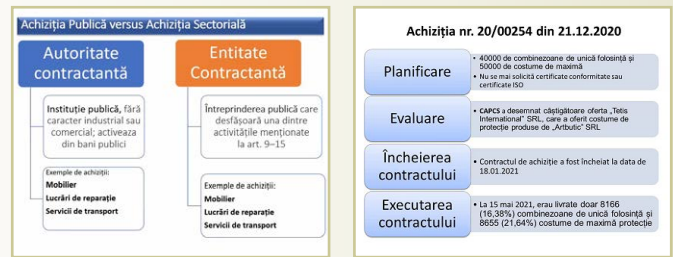 Achiziția Publică versus Achiziția Sectorială
Autoritate
contractantă
Instituție publică, fără
caracter industrial sau
comercial; activeaza
din bani publici
Exemple de achiziții:
Mobilier
Lucrări de reparație
Servicii de transport
Entitate
Contractantă
Întreprinderea publică care
desfășoară una dintre
activitățile menționate
la art. 9–15
Exemple de achiziții:
Mobilier
Lucrări de reparație
Servicii de transport
Achiziția nr. 20/00254 din 21.12.2020
Planificare
• 40000 de combinezoane de unică folosință și
50000 de costume de maximă
• Nu se mai solicită certificate conformitate sau
certificate ISO
Evaluare
• CAPCS a desemnat câștigătoare oferta „Tetis
International” SRL, care a oferit costume de
protecție produse de „Artbutic” SRL
Încheierea
contractului
• Contractul de achiziție a fost încheiat la data de
18.01.2021
Executarea
contractului
• La 15 mai 2021, erau livrate doar 8166
(16,38%) combinezoane de unică folosință și
8655 (21,64%) costume de maximă protecție